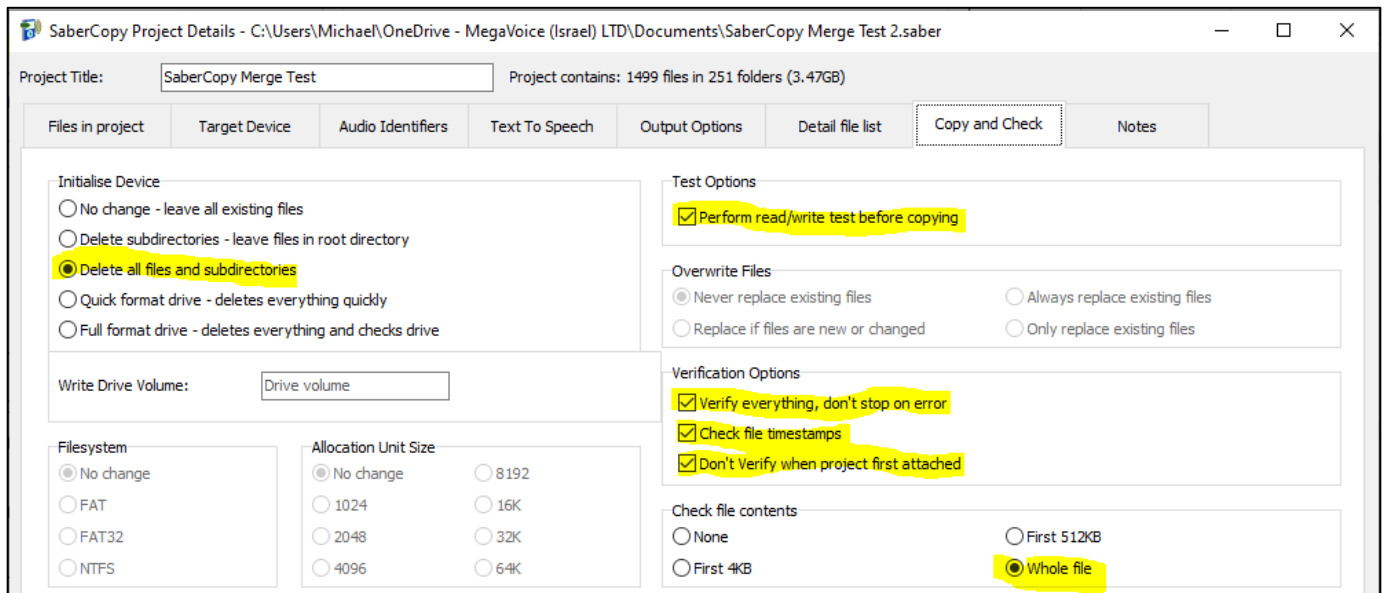 SaberCopy Project Details - C:\Users\Michael\OneDrive - MegaVoice (Israel) LTD\Documents\SaberCopy Merge Test 2.saber
Project Title: SaberCopy Merge Test Project contains: 1499 files in 251 folders (3.47GB)
Files in project Target Device Audio Identifiers Text To Speech Output Options Detail file list Copy and Check Notes
Initialise Device
No change - leave all existing files
Delete subdirectories - leave files in root directory
Delete all files and subdirectories
Quick format drive - deletes everything quickly
Full format drive - deletes everything and checks drive
Write Drive Volume: Drive volume
Filesystem
No change
FAT
FAT32
NTFS
Allocation Unit Size
No change 8192
1024 16K
2048 32K
4096 64K
Test Options
Perform read/write test before copying
Overwrite Files
Never replace existing files Always replace existing files
Replace if files are new or changed Only replace existing files
Verification Options
Verify everything, don't stop on error
Check file timestamps
Don't Verify when project first attached
Check file contents
None First 512KB
First 4KB Whole file